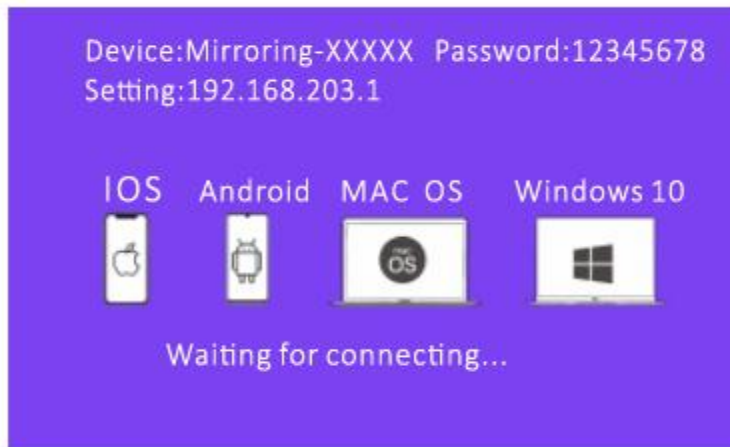 Device:Mirroring-XXXXX Password:12345678
Setting:192.168.203.1
IOS Android MAC OS Windows 10
OS
Waiting for connecting...